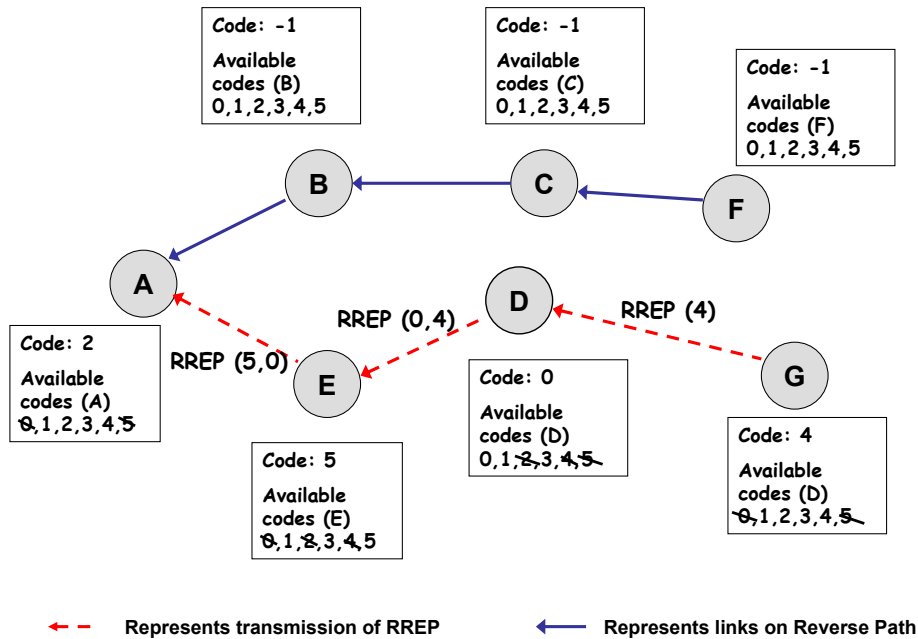 Code: -1
Available
codes (B)
0,1,2,3,4,5
Code: -1
Available
codes (C)
0,1,2,3,4,5
Code: -1
Available
codes (F)
0,1,2,3,4,5
B
C
F
A
D
E
G
RREP (5,0)
RREP (0,4)
RREP (4)
Code: 2
Available
codes (A)
0,1,2,3,4,5
Code: 5
Available
codes (E)
0,1,2,3,4,5
Code: 0
Available
codes (D)
0,1,2,3,4,5
Code: 4
Available
codes (D)
0,1,2,3,4,5
Represents transmission of RREP
Represents links on Reverse Path